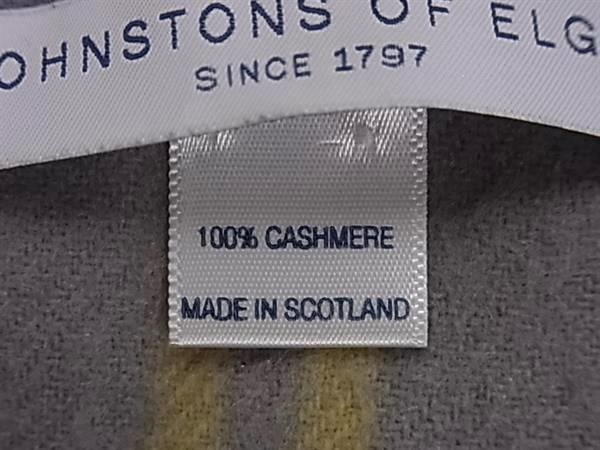 OHNSTONS OF ELG
SINCE 1797
100% CASHMERE
MADE IN SCOTLAND